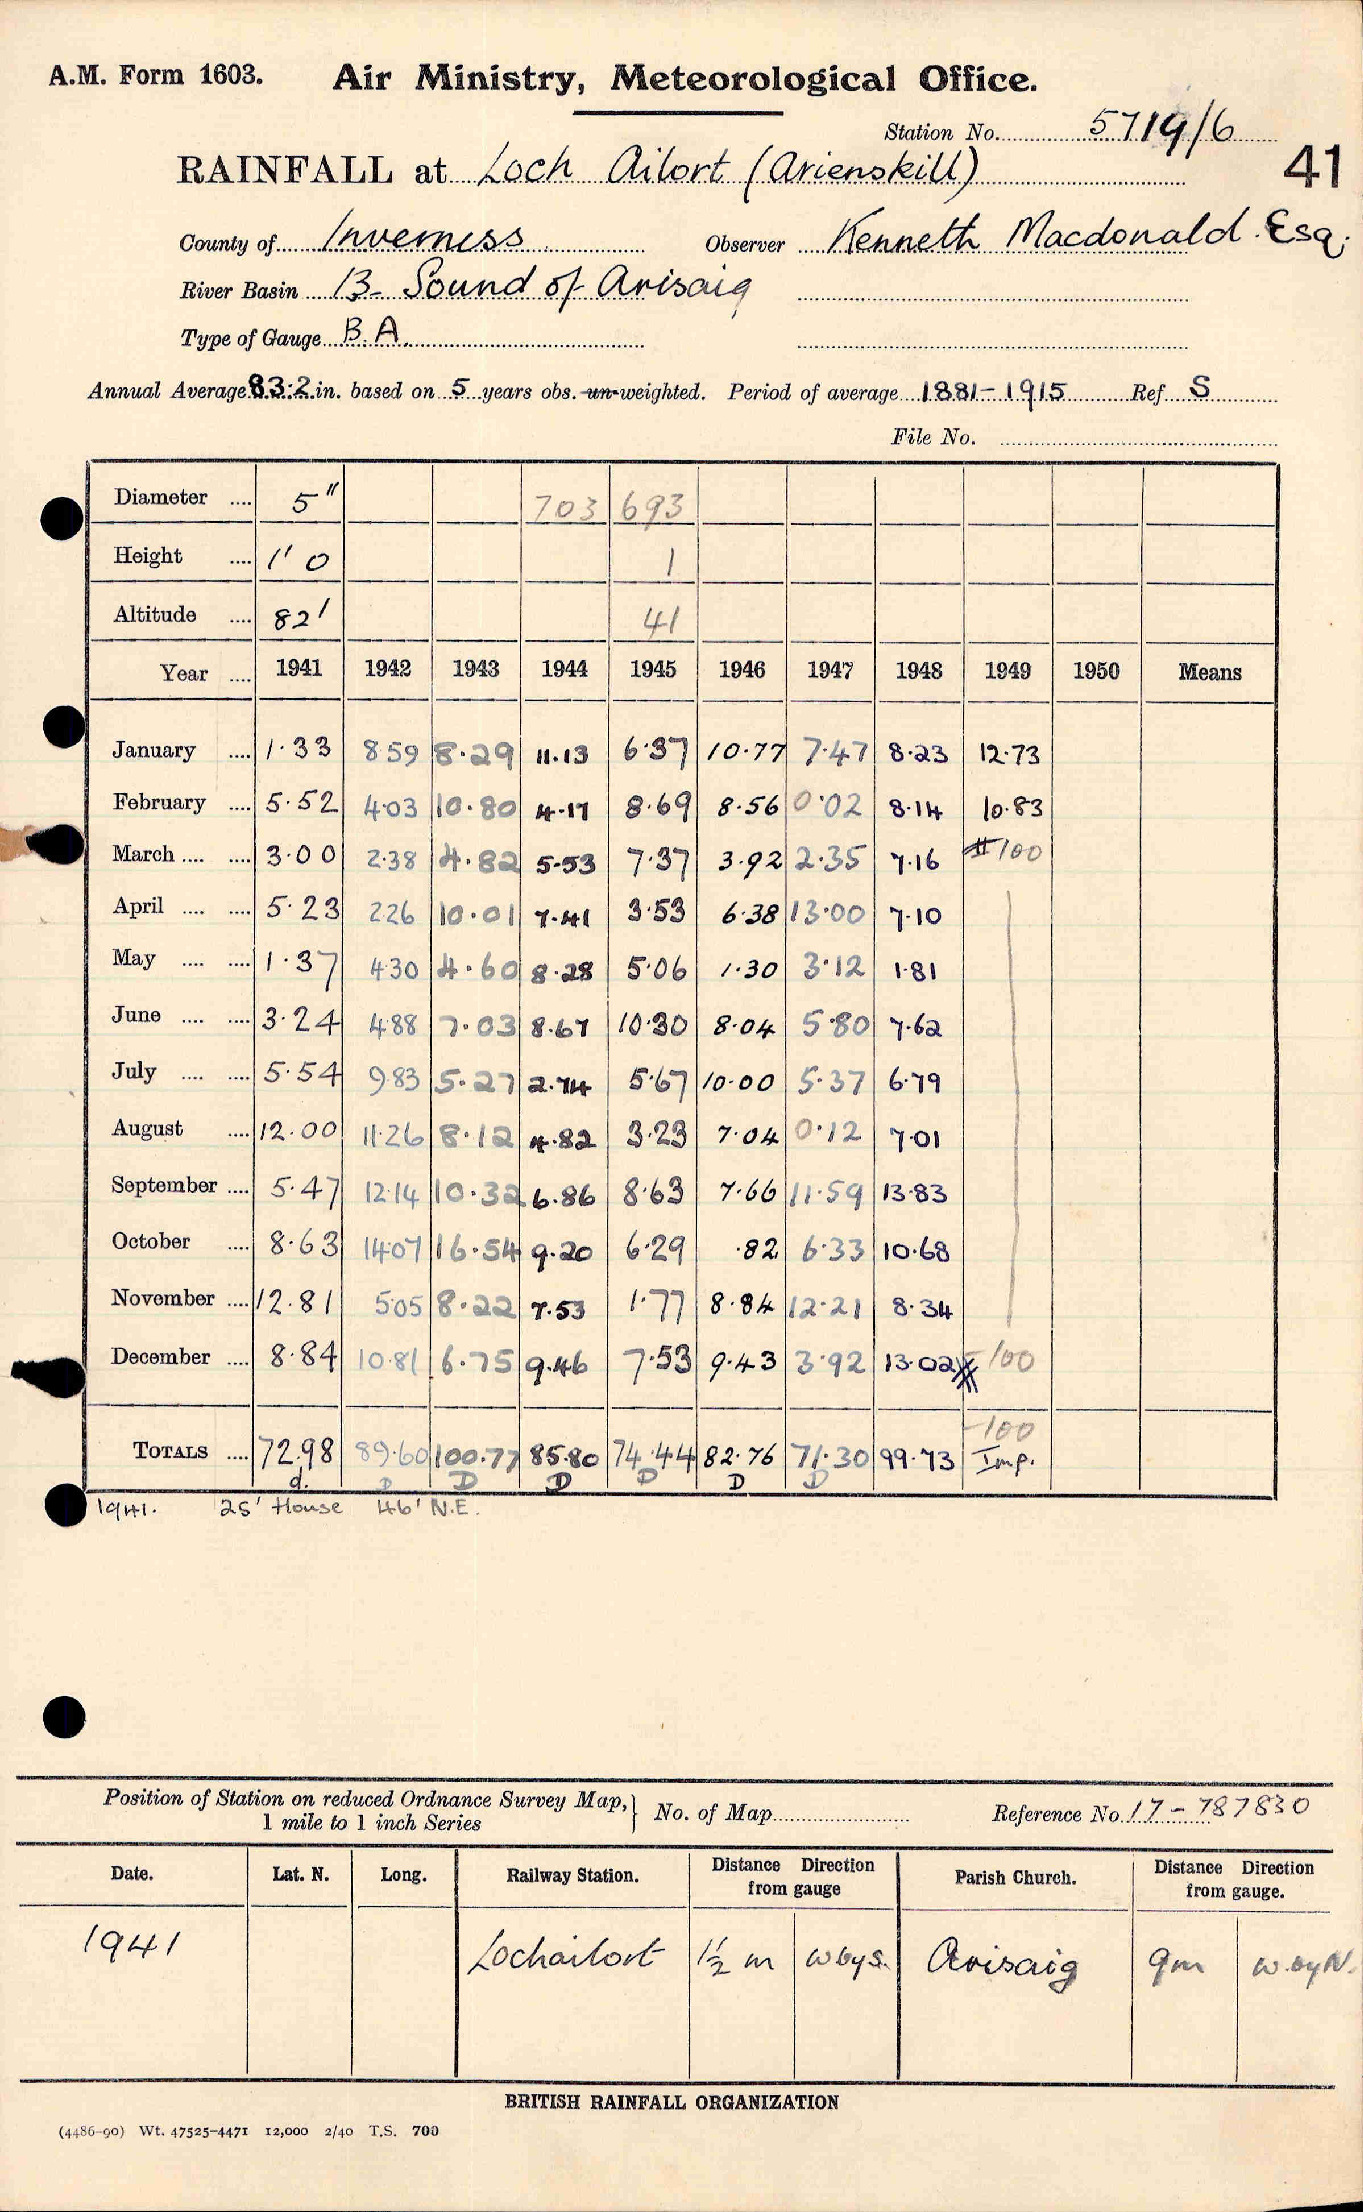 A.M. Form 1603. Air Ministry, Meteorological Office.
Station No. 5719/6
41
RAINFALL at Loch Ailort (Arienskill)
County of Inverness Observer Kenneth Macdonald Esq.
River Basin B- Sound of Arisaig
Type of Gauge B.A.
Annual Average 83.2 in. based on 5 years obs. un-weighted. Period of average 1881-1915 Ref. S
File No.
Diameter .... 5" 703 693
Height .... 1' 0 1
Altitude .... 82' 41
Year .... 1941 1942 1943 1944 1945 1946 1947 1948 1949 1950 Means
January .... 1.33 8.59 8.29 11.13 6.37 10.77 7.47 8.23 12.73
February .... 5.52 4.03 10.80 4.17 8.69 8.56 0.02 8.14 10.83
March .... .... 3.00 2.38 4.82 5.53 7.37 3.92 2.35 7.16 100
April .... .... 5.23 2.26 10.01 7.41 3.53 6.38 13.00 7.10
May .... .... 1.37 4.30 4.60 8.28 5.06 1.30 3.12 1.81
June .... .... 3.24 4.88 7.03 8.67 10.30 8.04 5.80 7.62
July .... .... 5.54 9.83 5.27 2.74 5.67 10.00 5.37 6.79
August .... 12.00 11.26 8.12 4.82 3.23 7.04 0.12 7.01
September .... 5.47 12.14 10.32 6.86 8.63 7.66 11.59 13.83
October .... 8.63 14.07 16.54 9.20 6.29 .82 6.33 10.68
November .... 12.81 5.05 8.22 7.53 1.77 8.84 12.21 8.34
December .... 8.84 10.81 6.75 9.46 7.53 9.43 3.92 13.02 100
-100
TOTALS .... 72.98 89.60 100.77 85.80 74.44 82.76 71.30 99.73 Imp.
d. D D D D D D
1941. 25' House 46' N.E.
Position of Station on reduced Ordnance Survey Map,
1 mile to 1 inch Series
No. of Map Reference No. 17-787830
Date. Lat. N. Long. Railway Station. Distance Direction from gauge Parish Church. Distance Direction from gauge.
1941 Lochailort 1½ m W by S. Arisaig 9m W. by N.
BRITISH RAINFALL ORGANIZATION
(4486-90) Wt. 47525-4471 12,000 2/40 T.S. 700